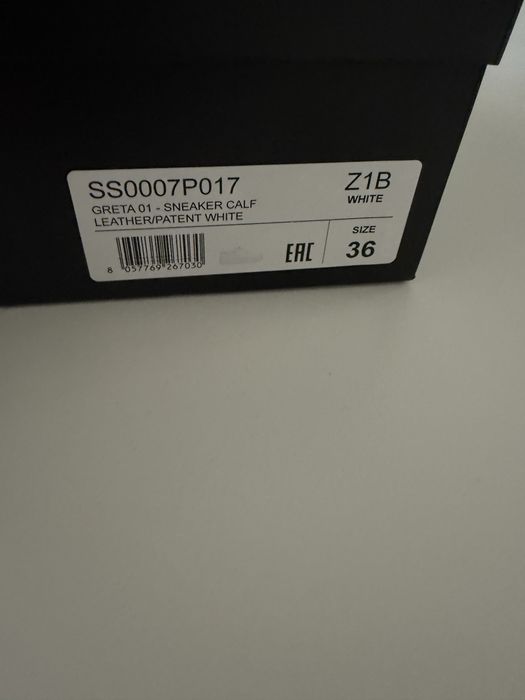 SS0007P017
GRETA 01 - SNEAKER CALF
LEATHER/PATENT WHITE
Z1B
WHITE
8 057769 267030
EAC
SIZE
36